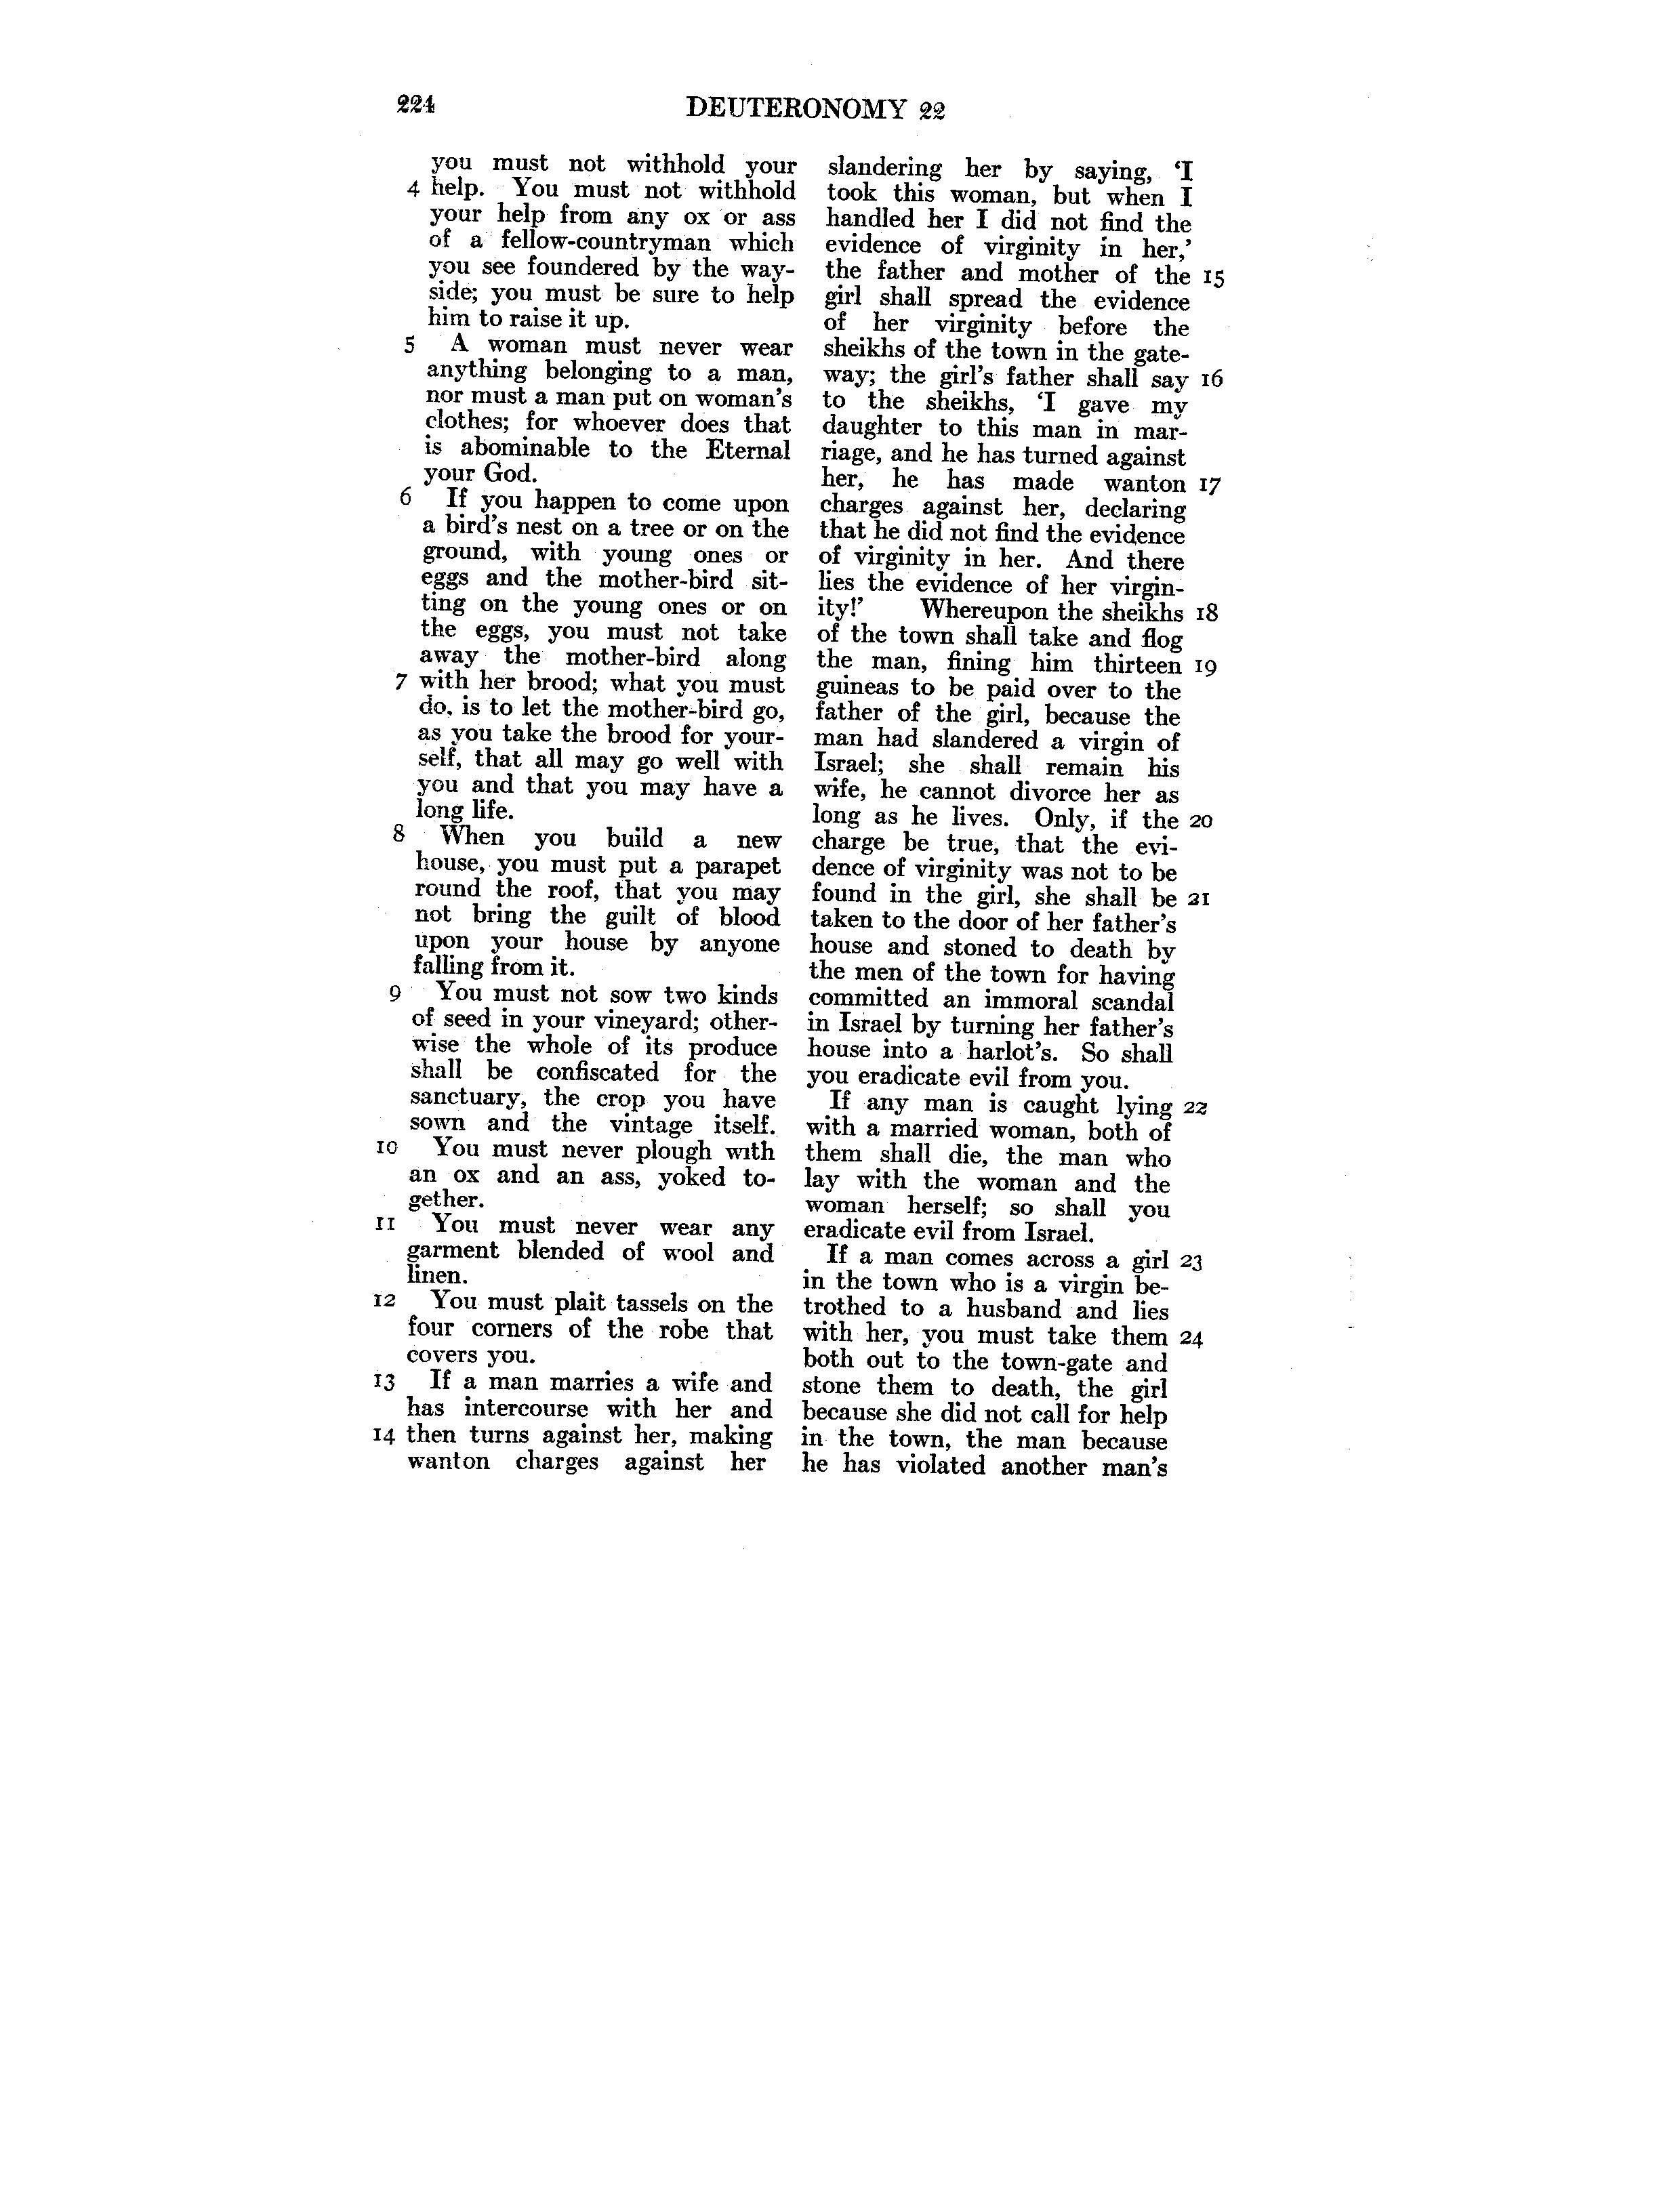 224
DEUTERONOMY 22
you must not withhold your
4 help. You must not withhold
your help from any ox or ass
of a fellow-countryman which
you see foundered by the way-
side; you must be sure to help
him to raise it up.
5 A woman must never wear
anything belonging to a man,
nor must a man put on woman's
clothes; for whoever does that
is abominable to the Eternal
your God.
6 If you happen to come upon
a bird's nest on a tree or on the
ground, with young ones or
eggs and the mother-bird sit-
ting on the young ones or on
the eggs, you must not take
away the mother-bird along
7 with her brood; what you must
do, is to let the mother-bird go,
as you take the brood for your-
self, that all may go well with
you and that you may have a
long life.
8 When you build a new
house, you must put a parapet
round the roof, that you may
not bring the guilt of blood
upon your house by anyone
falling from it.
9 You must not sow two kinds
of seed in your vineyard; other-
wise the whole of its produce
shall be confiscated for the
sanctuary, the crop you have
sown and the vintage itself.
10 You must never plough with
an ox and an ass, yoked to-
gether.
11 You must never wear any
garment blended of wool and
linen.
12 You must plait tassels on the
four corners of the robe that
covers you.
13 If a man marries a wife and
has intercourse with her and
14 then turns against her, making
wanton charges against her
slandering her by saying, ‘I
took this woman, but when I
handled her I did not find the
evidence of virginity in her,’
the father and mother of the 15
girl shall spread the evidence
of her virginity before the
sheikhs of the town in the gate-
way; the girl's father shall say 16
to the sheikhs, ‘I gave my
daughter to this man in mar-
riage, and he has turned against
her, he has made wanton 17
charges against her, declaring
that he did not find the evidence
of virginity in her. And there
lies the evidence of her virgin-
ity!’ Whereupon the sheikhs 18
of the town shall take and flog
the man, fining him thirteen 19
guineas to be paid over to the
father of the girl, because the
man had slandered a virgin of
Israel; she shall remain his
wife, he cannot divorce her as
long as he lives. Only, if the 20
charge be true, that the evi-
dence of virginity was not to be
found in the girl, she shall be 21
taken to the door of her father's
house and stoned to death by
the men of the town for having
committed an immoral scandal
in Israel by turning her father's
house into a harlot's. So shall
you eradicate evil from you.
If any man is caught lying 22
with a married woman, both of
them shall die, the man who
lay with the woman and the
woman herself; so shall you
eradicate evil from Israel.
If a man comes across a girl 23
in the town who is a virgin be-
trothed to a husband and lies
with her, you must take them 24
both out to the town-gate and
stone them to death, the girl
because she did not call for help
in the town, the man because
he has violated another man's